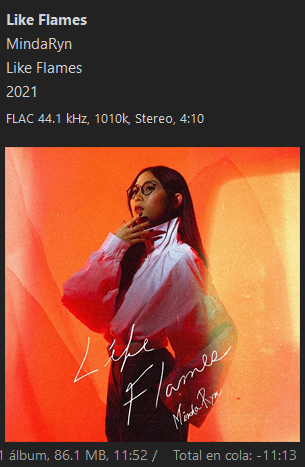 Like Flames
MindaRyn
Like Flames
2021
FLAC 44.1 kHz, 1010k, Stereo, 4:10
Like
Flames
MindaRyn
1 álbum, 86.1 MB, 11:52 / Total en cola: -11:13